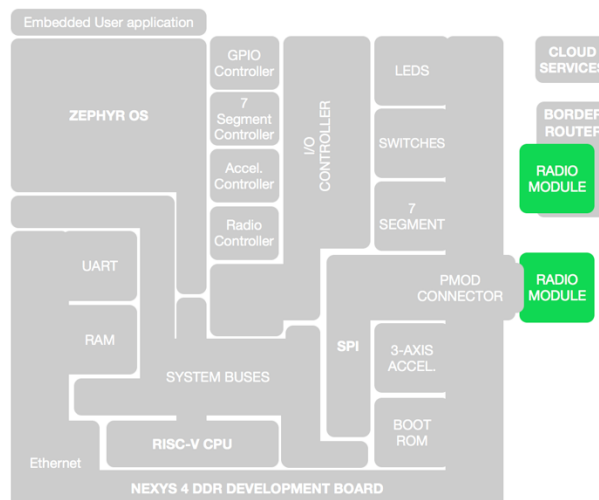 Embedded User application
ZEPHYR OS
GPIO
Controller
7
Segment
Controller
Accel.
Controller
Radio
Controller
I/O
CONTROLLER
LEDS
SWITCHES
7
SEGMENT
CLOUD
SERVICES
BORDER
ROUTER
RADIO
MODULE
UART
RAM
PMOD
CONNECTOR
RADIO
MODULE
SPI
3-AXIS
ACCEL.
SYSTEM BUSES
BOOT
ROM
RISC-V CPU
Ethernet
NEXYS 4 DDR DEVELOPMENT BOARD